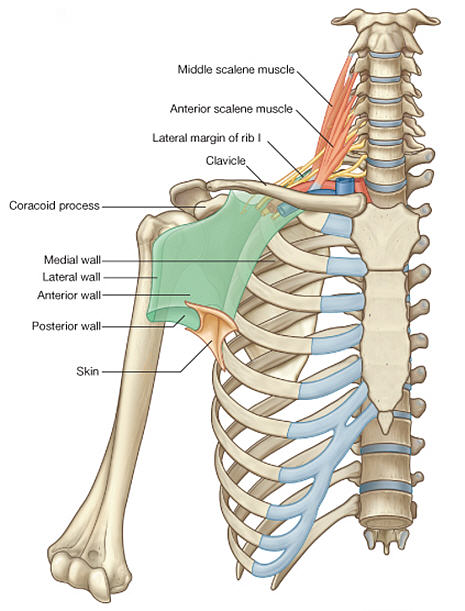 Middle scalene muscle
Anterior scalene muscle
Lateral margin of rib I
Clavicle
Coracoid process
Medial wall
Lateral wall
Anterior wall
Posterior wall
Skin